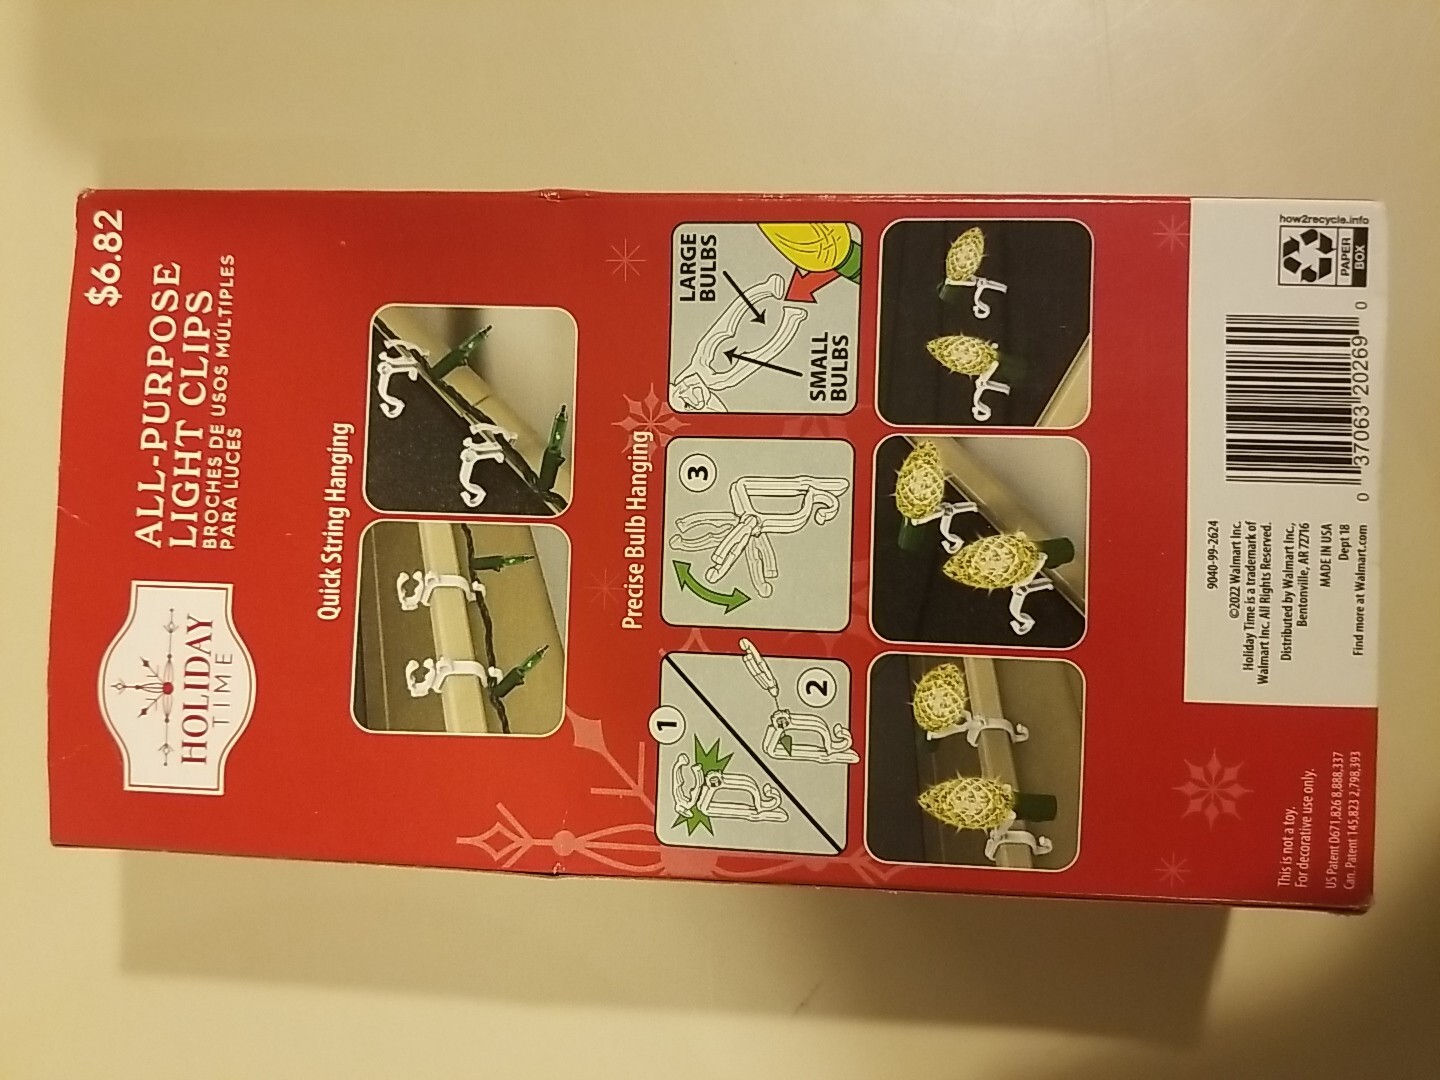 $6.82
HOLIDAY
TIME
ALL-PURPOSE
LIGHT CLIPS
BROCHES DE USOS MÚLTIPLES
PARA LUCES
Quick String Hanging
Precise Bulb Hanging
1
2
3
LARGE
BULBS
SMALL
BULBS
This is not a toy.
For decorative use only.
US Patent D671,826 8,888,337
Can. Patent 145,823 2,798,393
9040-99-2624
©2022 Walmart Inc.
Holiday Time is a trademark of
Walmart Inc. All Rights Reserved.
Distributed by Walmart Inc.,
Bentonville, AR 72716
MADE IN USA
Dept 18
Find more at Walmart.com
0 37063 20269 0
how2recycle.info
PAPER
BOX